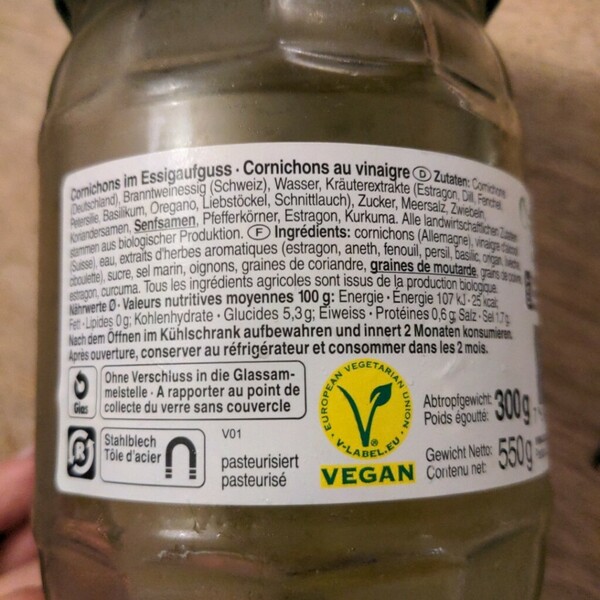 Cornichons im Essigaufguss · Cornichons au vinaigre D Zutaten: Cornichons
(Deutschland), Branntweinessig (Schweiz), Wasser, Kräuterextrakte (Estragon, Dill, Fenchel,
Petersilie, Basilikum, Oregano, Liebstöckel, Schnittlauch), Zucker, Meersalz, Zwiebeln,
Koriandersamen, Senfsamen, Pfefferkörner, Estragon, Kurkuma. Alle landwirtschaftlichen Zutaten
stammen aus biologischer Produktion. F Ingrédients: cornichons (Allemagne), vinaigre
(Suisse), eau, extraits d'herbes aromatiques (estragon, aneth, fenouil, persil, basilic, origan,
ciboulette), sucre, sel marin, oignons, graines de coriandre, graines de moutarde, grains de poivre,
estragon, curcuma. Tous les ingrédients agricoles sont issus de la production biologique.
Nährwerte Ø · Valeurs nutritives moyennes 100 g: Energie · Énergie 107 kJ · 25 kcal;
Fett · Lipides 0 g; Kohlenhydrate · Glucides 5,3 g; Eiweiss · Protéines 0,6 g; Salz · Sel 1,7 g.
Nach dem Öffnen im Kühlschrank aufbewahren und innert 2 Monaten konsumieren.
Après ouverture, conserver au réfrigérateur et consommer dans les 2 mois.
Glas
Ohne Verschluss in die Glassam-
meistelle · A rapporter au point de
collecte du verre sans couvercle
Stahlblech
Tôle d'acier
V01
pasteurisiert
pasteurisé
EUROPEAN VEGETARIAN UNION
V-LABEL.EU
VEGAN
Abtropfgewicht: 300g
Poids égoutté:
Gewicht Netto: 550g
Contenu net: